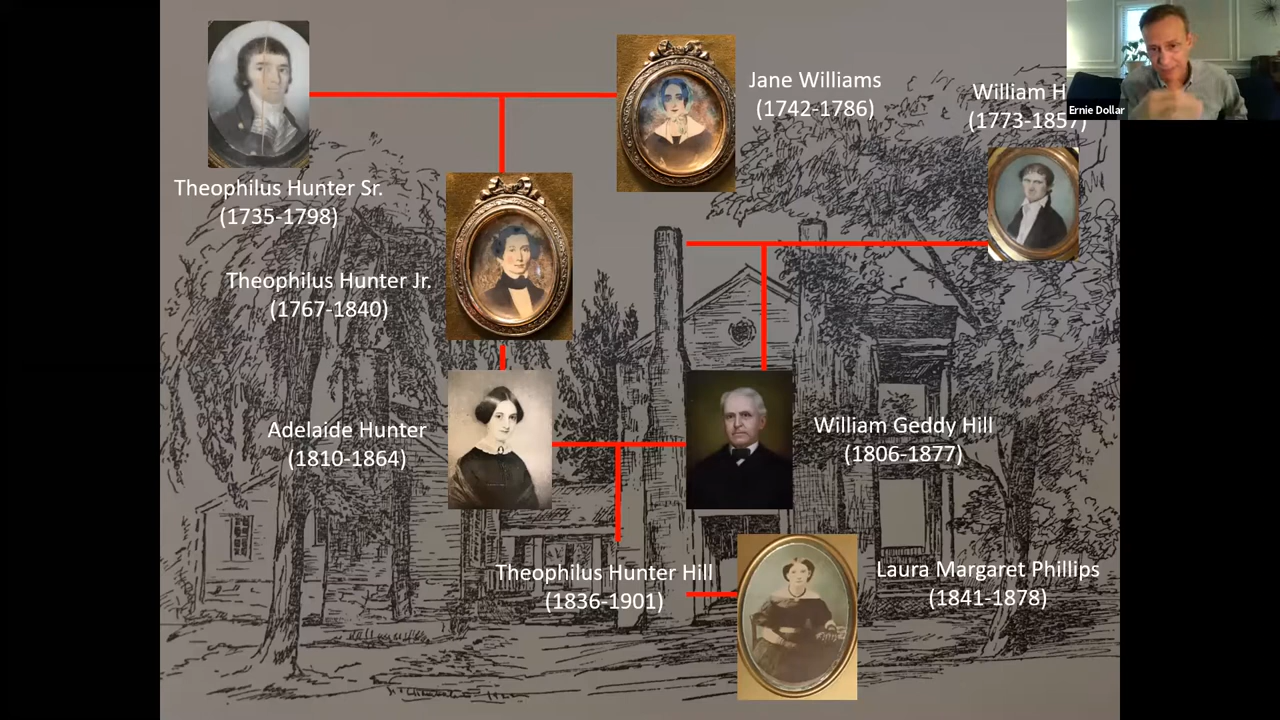 Jane Williams
(1742-1786)
William H
(1773-1857)
Ernie Dollar
Theophilus Hunter Sr.
(1735-1798)
Theophilus Hunter Jr.
(1767-1840)
Adelaide Hunter
(1810-1864)
William Geddy Hill
(1806-1877)
Theophilus Hunter Hill
(1836-1901)
Laura Margaret Phillips
(1841-1878)